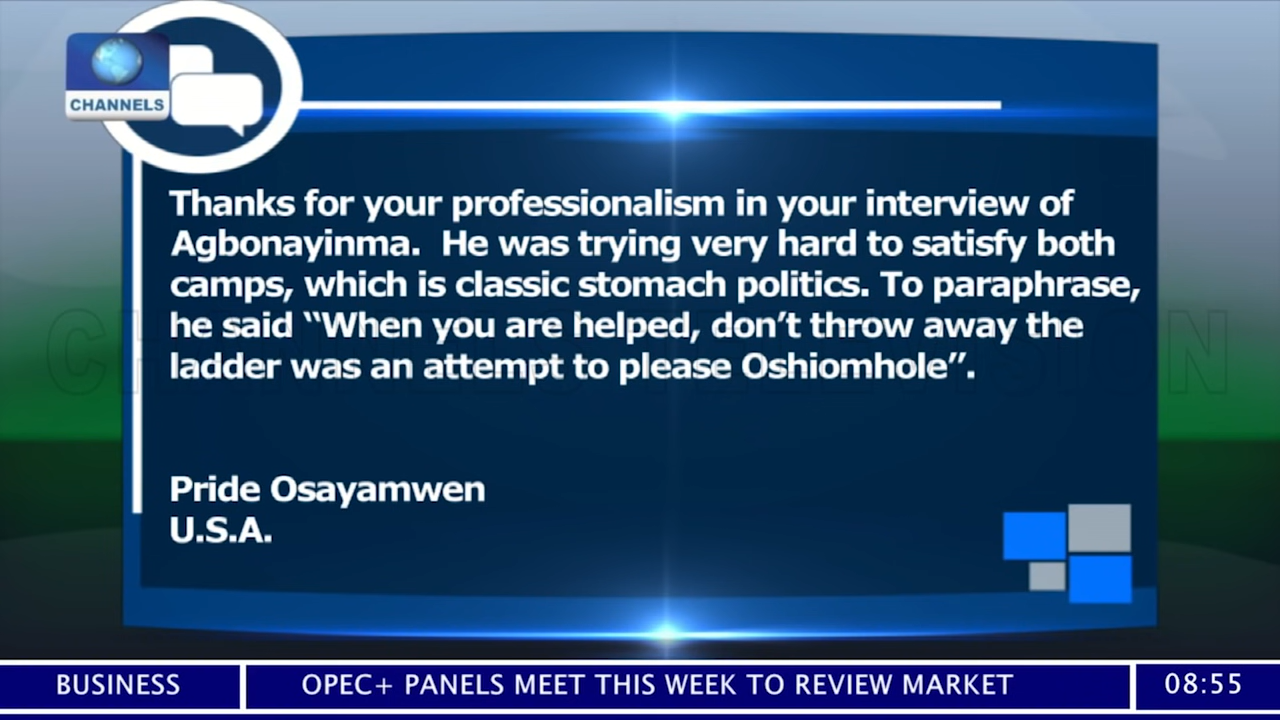 CHANNELS
Thanks for your professionalism in your interview of
Agbonayinma.  He was trying very hard to satisfy both
camps, which is classic stomach politics. To paraphrase,
he said “When you are helped, don’t throw away the
ladder was an attempt to please Oshiomhole”.
Pride Osayamwen
U.S.A.
BUSINESS
OPEC+ PANELS MEET THIS WEEK TO REVIEW MARKET
08:55